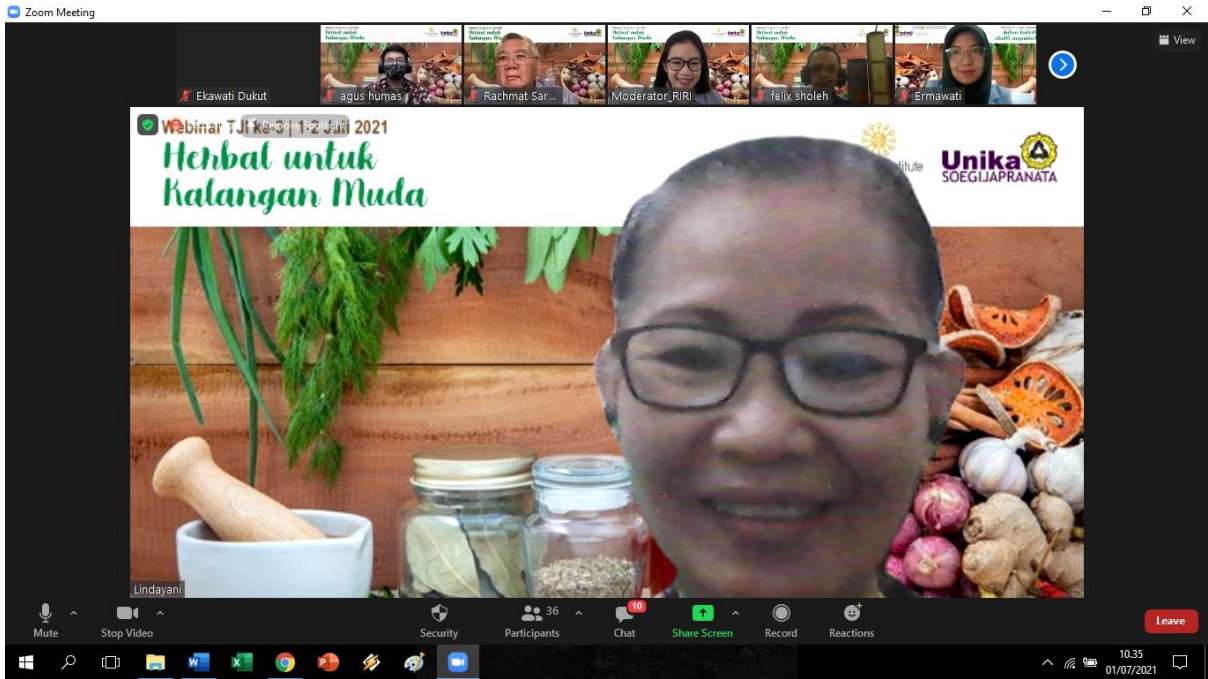 Zoom Meeting
View
Ekawati Dukut
agus humas
Rachmat Sar...
Moderator_RIRI
felix sholeh
Ermawati
Webinar TJI ke-3 | 1-2 Juli 2021
Remove Spotlight
Herbal untuk
Kalangan Muda
Unika
SOEGIJAPRANATA
Lindayani
Mute
Stop Video
Security
36
Participants
10
Chat
Share Screen
Record
Reactions
Leave
10.35
01/07/2021